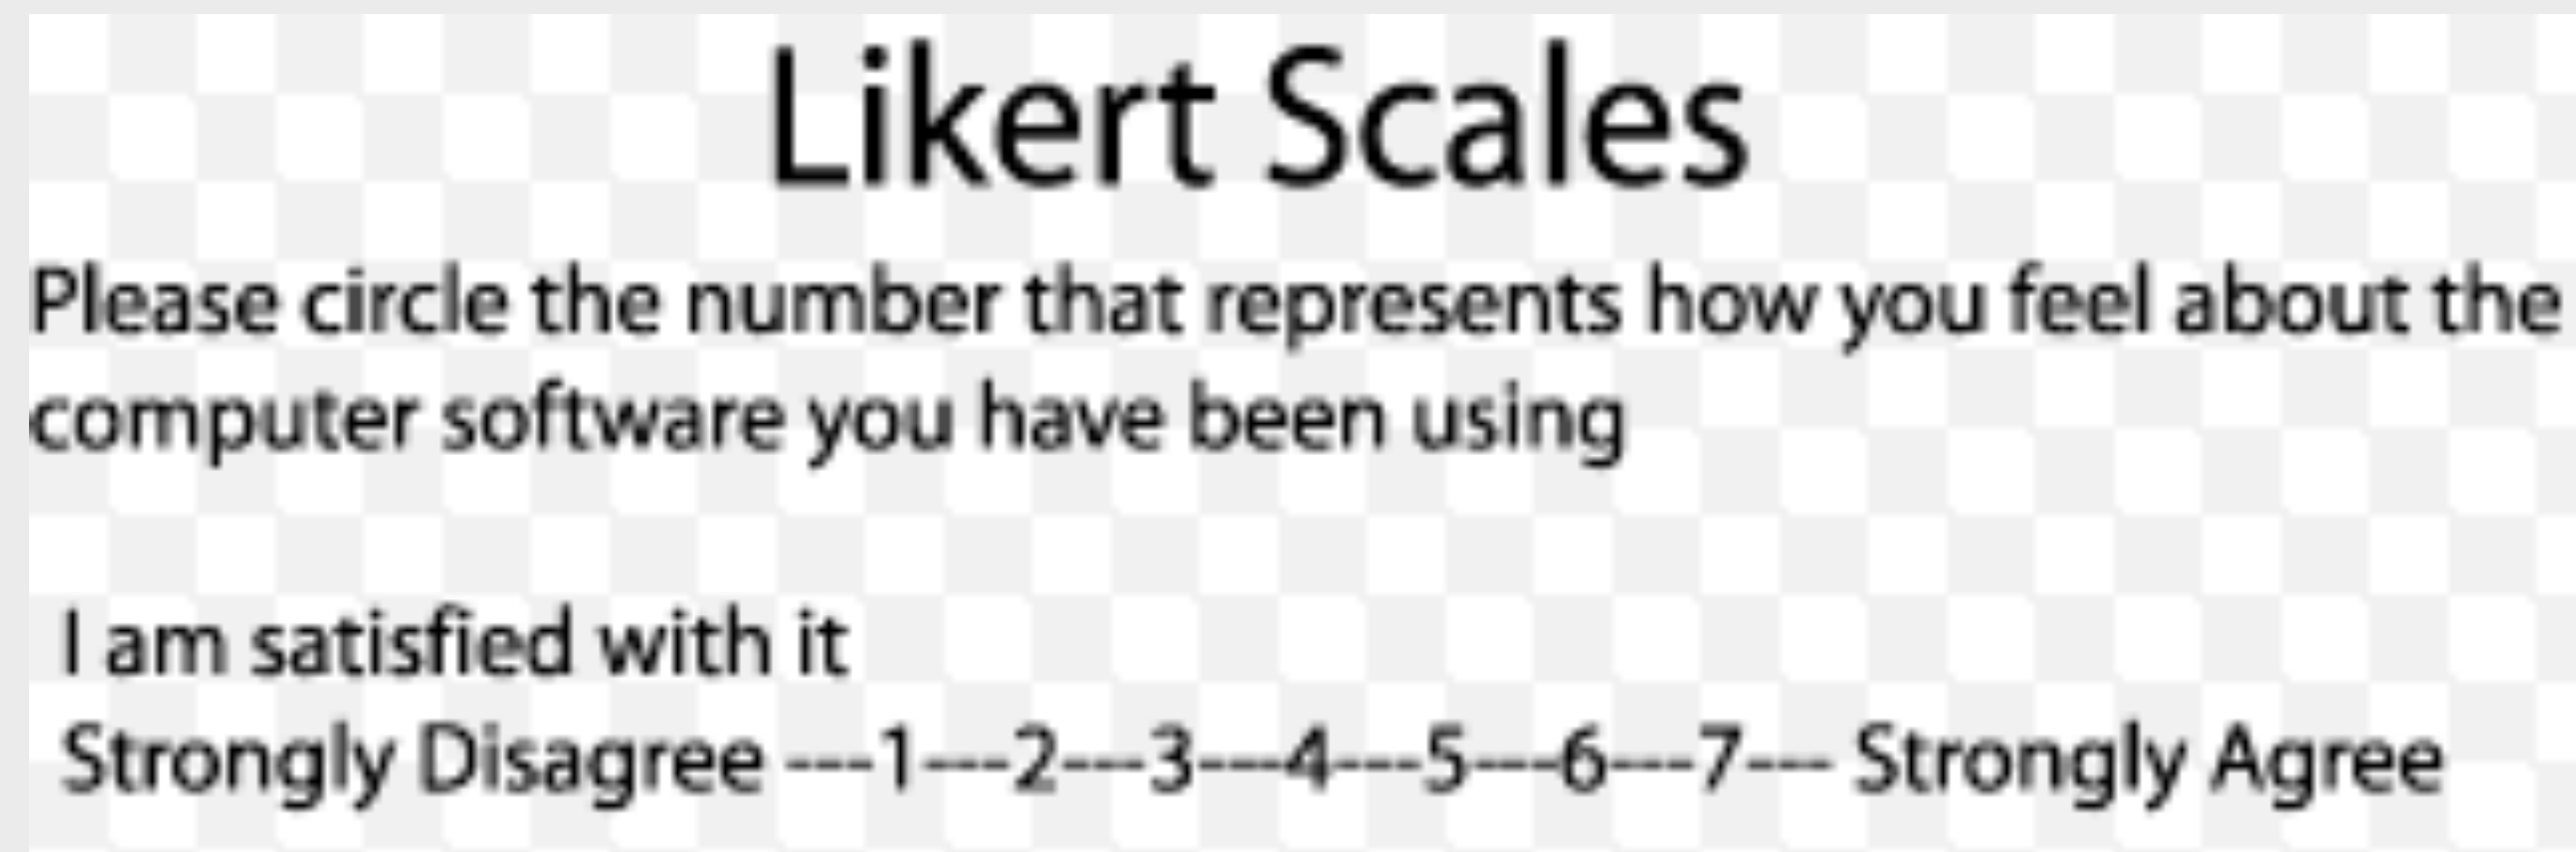 Likert Scales
Please circle the number that represents how you feel about the
computer software you have been using
I am satisfied with it
Strongly Disagree ---1---2---3---4---5---6---7--- Strongly Agree